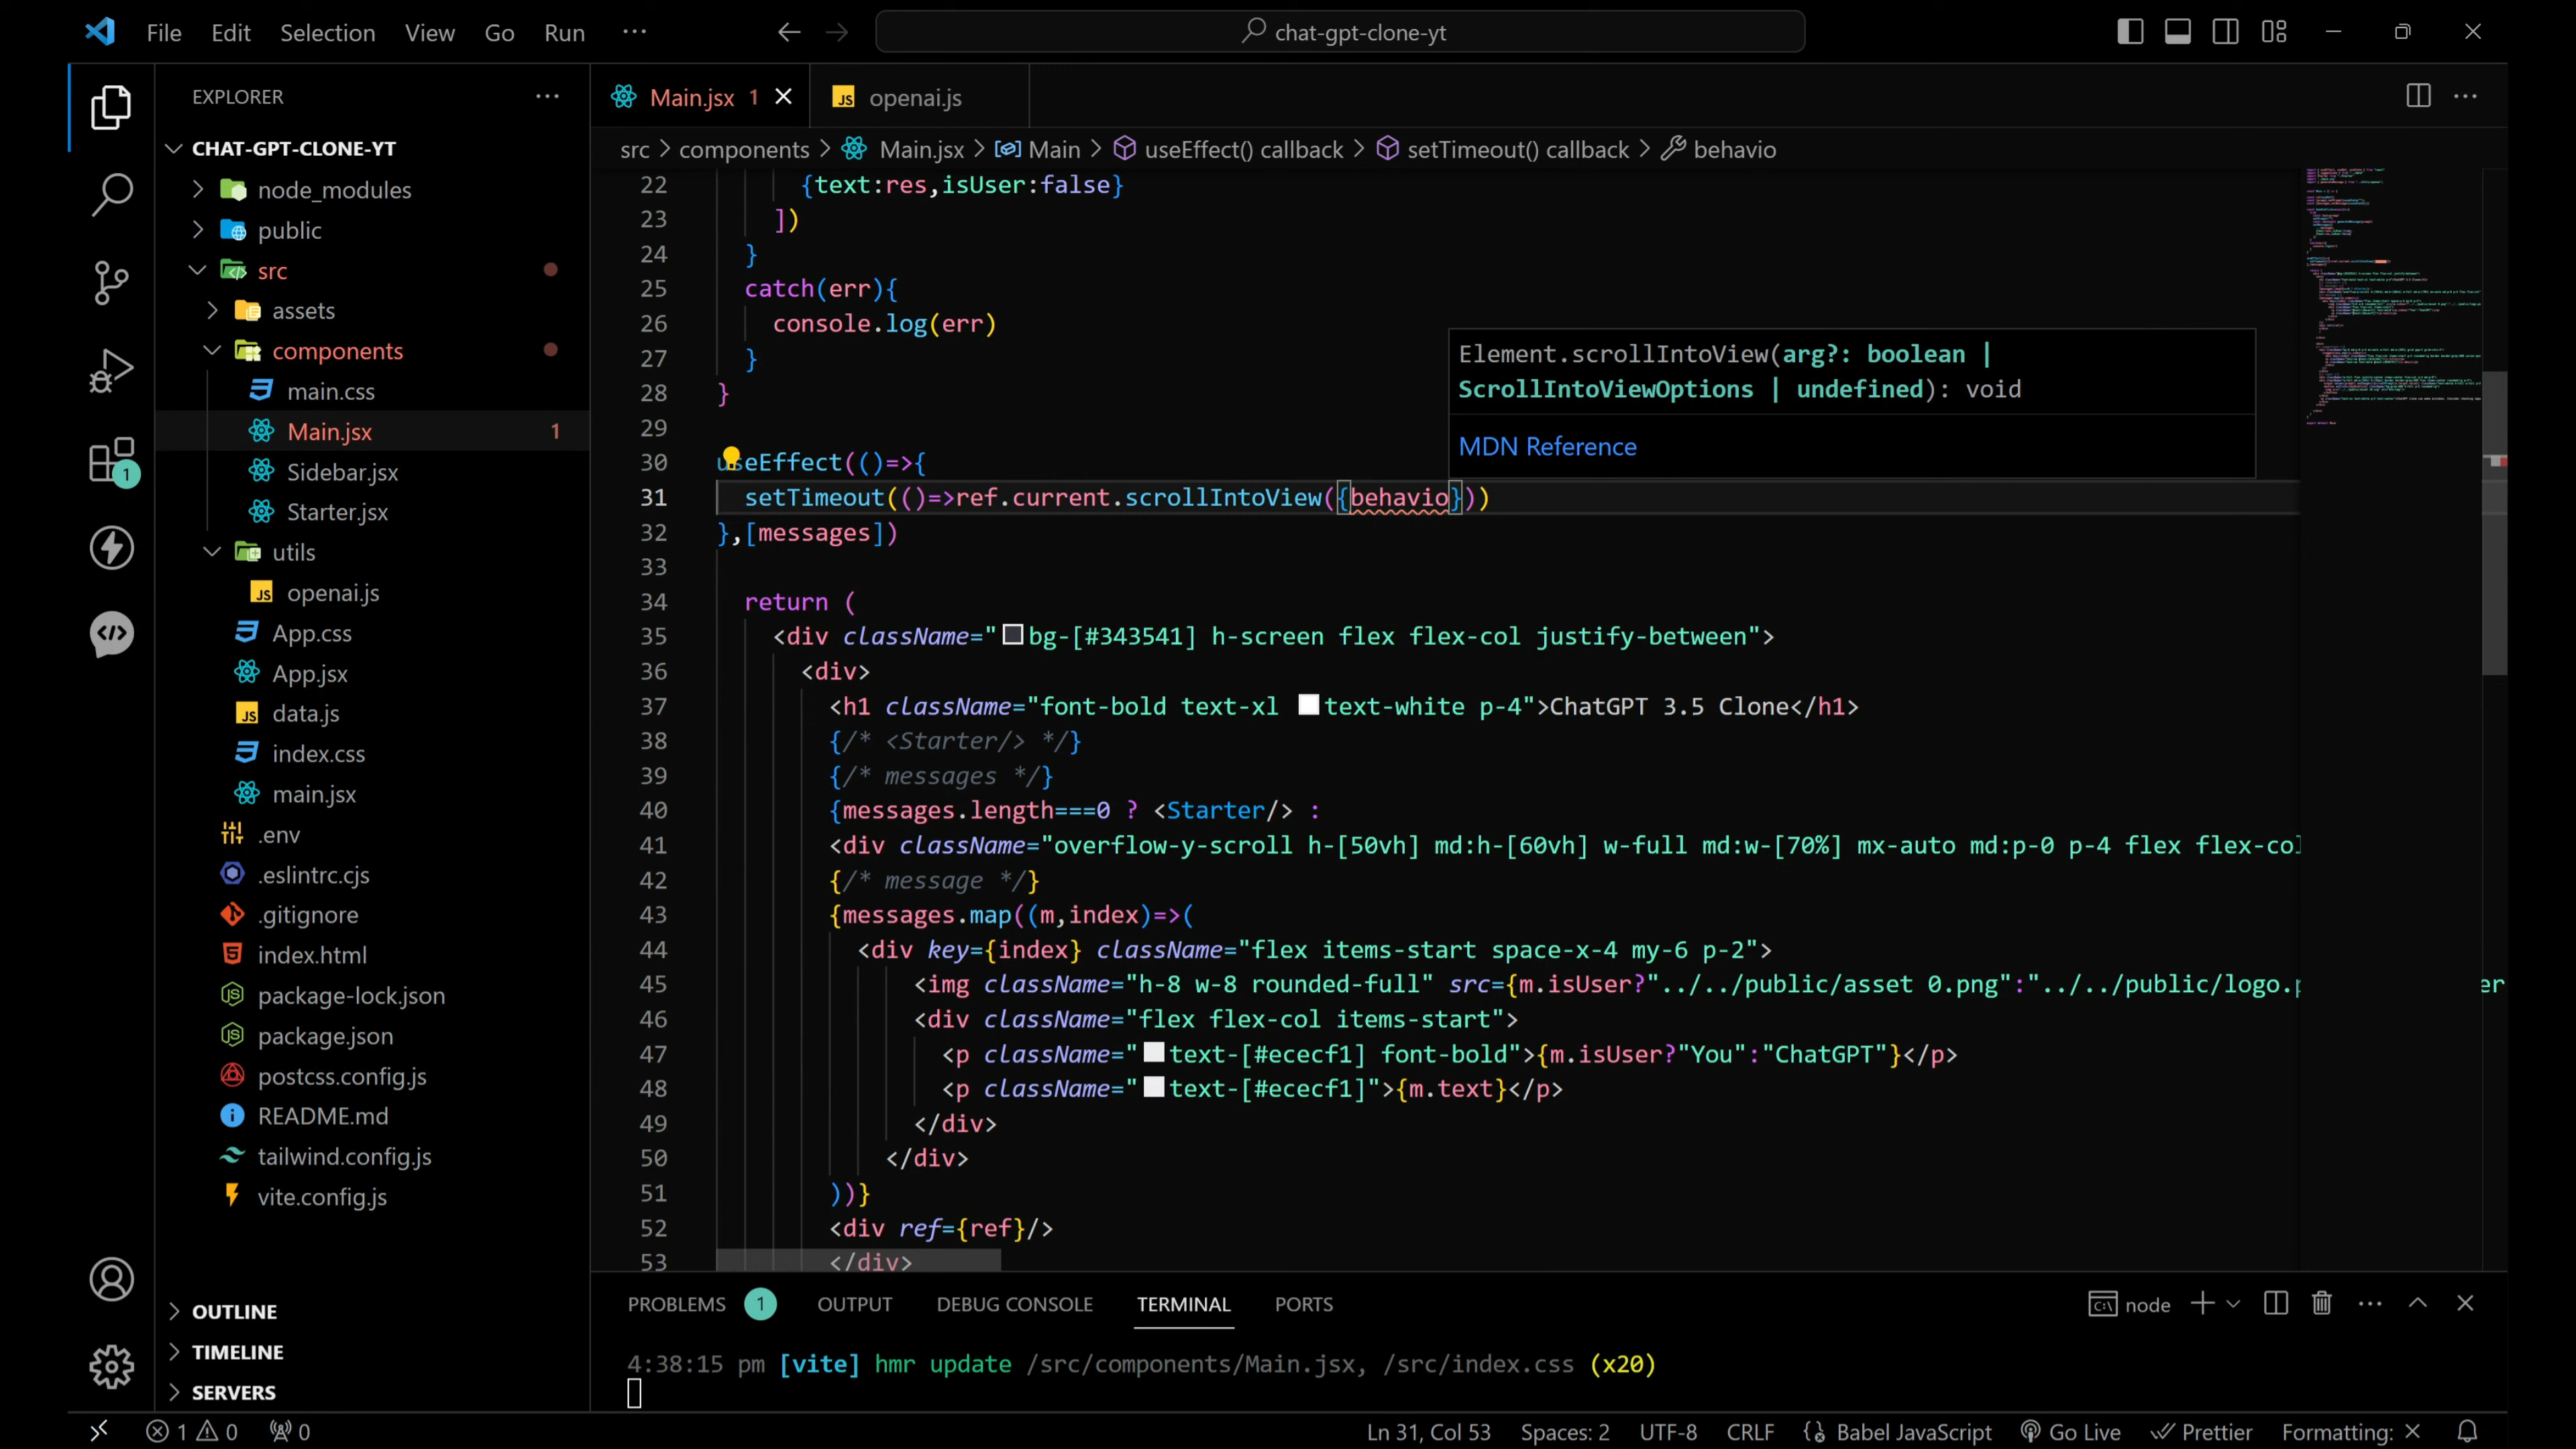 File Edit Selection View Go Run ··· chat-gpt-clone-yt
EXPLORER ···
CHAT-GPT-CLONE-YT
node_modules
public
src
assets
components
main.css
Main.jsx 1
Sidebar.jsx
Starter.jsx
utils
JS openai.js
App.css
App.jsx
JS data.js
index.css
main.jsx
.env
.eslintrc.cjs
.gitignore
index.html
package-lock.json
package.json
postcss.config.js
README.md
tailwind.config.js
vite.config.js
OUTLINE
TIMELINE
SERVERS
1
Main.jsx 1 JS openai.js
src > components > Main.jsx > Main > useEffect() callback > setTimeout() callback > behavio
22 {text:res,isUser:false}
23 ])
24 }
25 catch(err){
26 console.log(err)
27 }
28 }
29
30 useEffect(()=>{
31 setTimeout(()=>ref.current.scrollIntoView({behavio}))
32 },[messages])
33
34 return (
35 <div className="bg-[#343541] h-screen flex flex-col justify-between">
36 <div>
37 <h1 className="font-bold text-xl text-white p-4">ChatGPT 3.5 Clone</h1>
38 {/* <Starter/> */}
39 {/* messages */}
40 {messages.length===0 ? <Starter/> :
41 <div className="overflow-y-scroll h-[50vh] md:h-[60vh] w-full md:w-[70%] mx-auto md:p-0 p-4 flex flex-col
42 {/* message */}
43 {messages.map((m,index)=>(
44 <div key={index} className="flex items-start space-x-4 my-6 p-2">
45 <img className="h-8 w-8 rounded-full" src={m.isUser?"../../public/asset 0.png":"../../public/logo.p er
46 <div className="flex flex-col items-start">
47 <p className="text-[#ececf1] font-bold">{m.isUser?"You":"ChatGPT"}</p>
48 <p className="text-[#ececf1]">{m.text}</p>
49 </div>
50 </div>
51 ))}
52 <div ref={ref}/>
53 </div>
Element.scrollIntoView(arg?: boolean |
ScrollIntoViewOptions | undefined): void
MDN Reference
PROBLEMS 1 OUTPUT DEBUG CONSOLE TERMINAL PORTS node
4:38:15 pm [vite] hmr update /src/components/Main.jsx, /src/index.css (x20)
1 0 0 Ln 31, Col 53 Spaces: 2 UTF-8 CRLF Babel JavaScript Go Live Prettier Formatting: ×